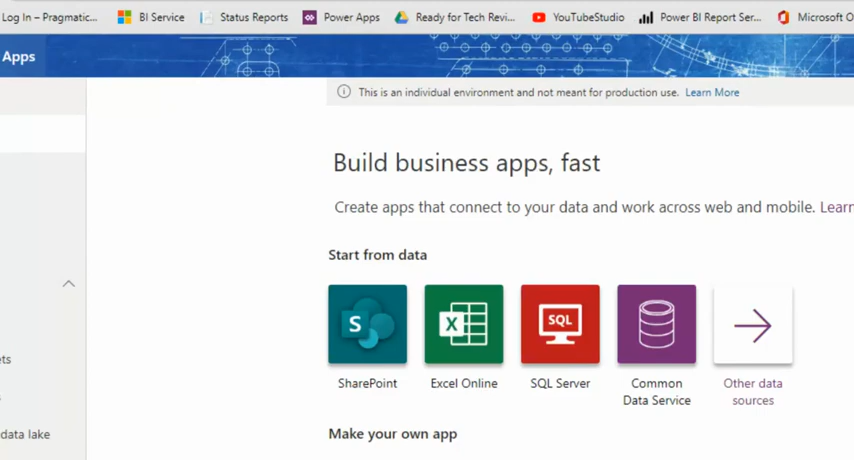 Log In – Pragmatic... BI Service Status Reports Power Apps Ready for Tech Revi... YouTubeStudio Power BI Report Ser... Microsoft O
Apps
This is an individual environment and not meant for production use. Learn More
Build business apps, fast
Create apps that connect to your data and work across web and mobile. Learn
Start from data
S
X
SQL
SharePoint
Excel Online
SQL Server
Common
Data Service
Other data
sources
ets
data lake
Make your own app